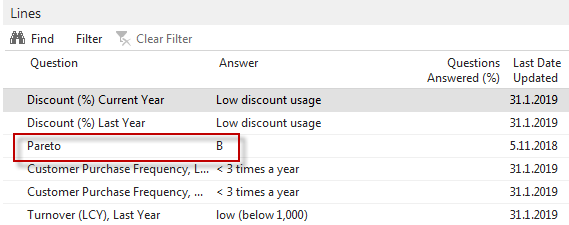 Lines
Find Filter Clear Filter
Question Answer Questions Answered (%) Last Date Updated
Discount (%) Current Year Low discount usage 31.1.2019
Discount (%) Last Year Low discount usage 31.1.2019
Pareto B 5.11.2018
Customer Purchase Frequency, L... < 3 times a year 31.1.2019
Customer Purchase Frequency, ... < 3 times a year 31.1.2019
Turnover (LCY), Last Year low (below 1,000) 31.1.2019